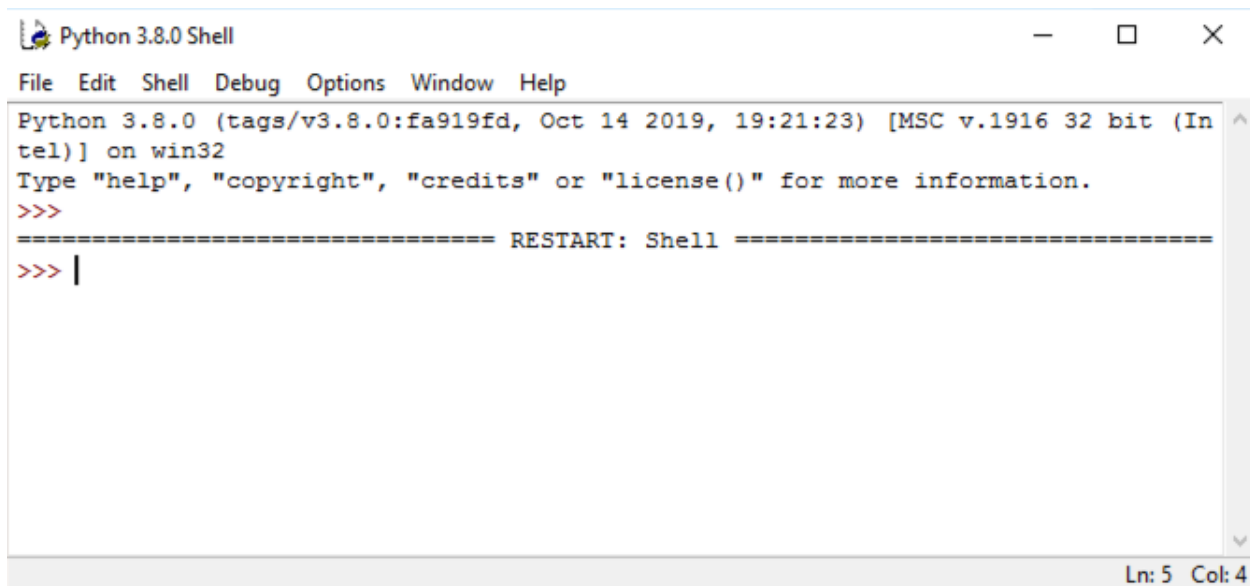 Python 3.8.0 Shell
File Edit Shell Debug Options Window Help
Python 3.8.0 (tags/v3.8.0:fa919fd, Oct 14 2019, 19:21:23) [MSC v.1916 32 bit (In
tel)] on win32
Type "help", "copyright", "credits" or "license()" for more information.
>>>
================================ RESTART: Shell ================================
>>>
Ln: 5 Col: 4